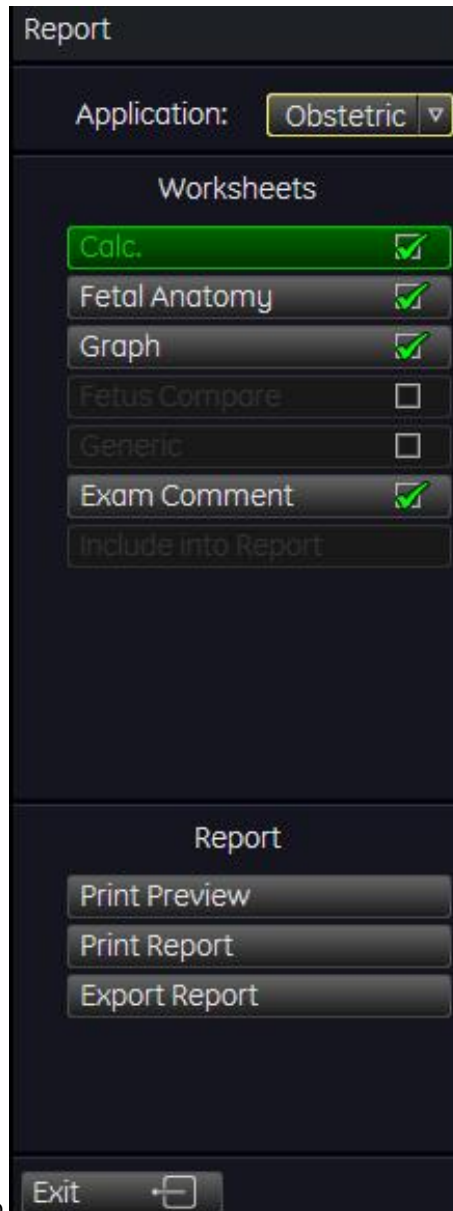 Report
Application: Obstetric
Worksheets
Calc.
Fetal Anatomy
Graph
Fetus Compare
Generic
Exam Comment
Include into Report
Report
Print Preview
Print Report
Export Report
Exit